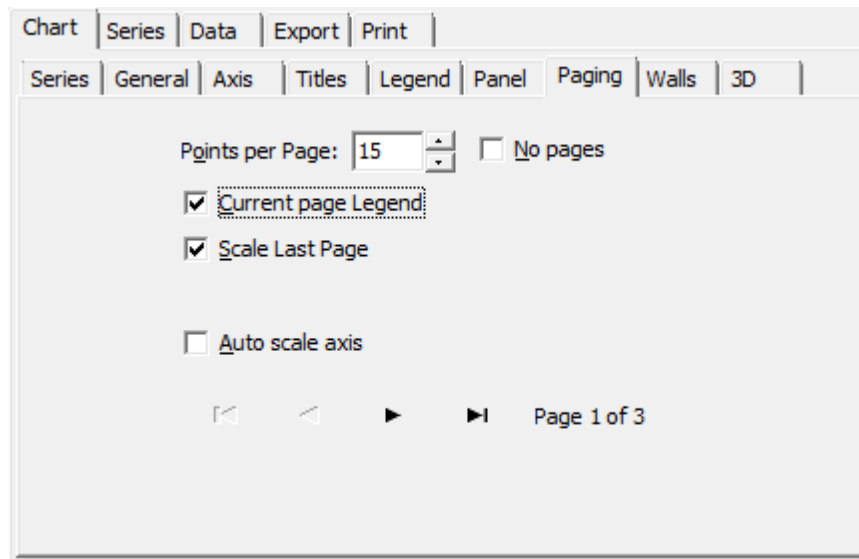 Chart Series Data Export Print
Series General Axis Titles Legend Panel Paging Walls 3D
Points per Page: 15 No pages
Current page Legend
Scale Last Page
Auto scale axis
Page 1 of 3